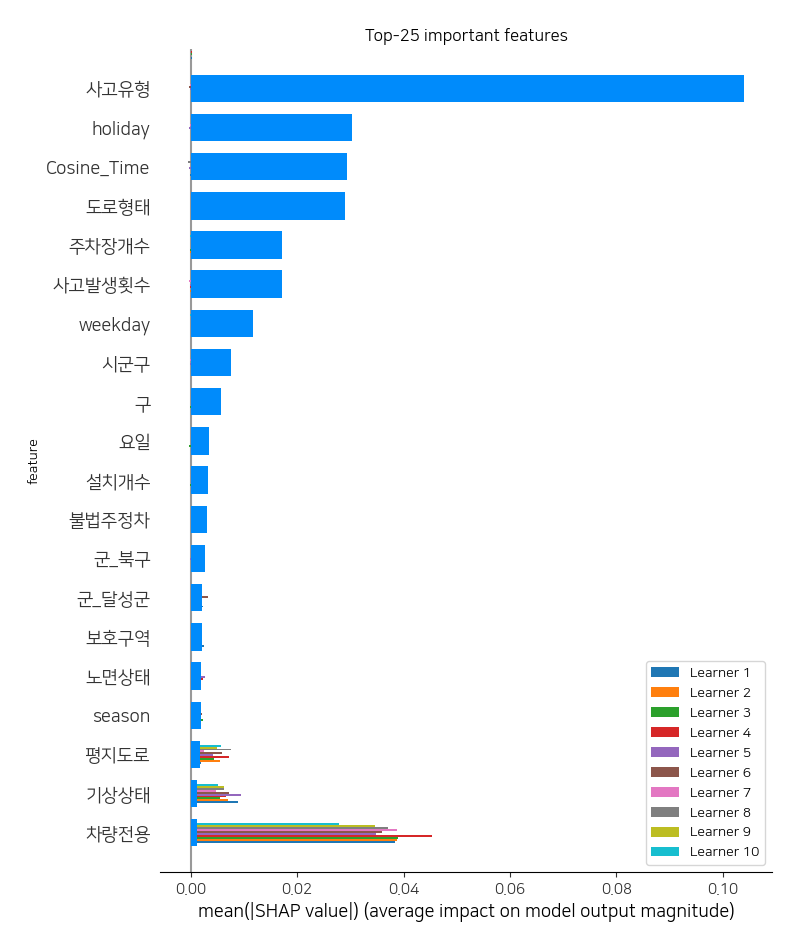 Top-25 important features
사고유형
holiday
Cosine_Time
도로형태
주차장개수
사고발생횟수
weekday
시군구
구
요일
설치개수
불법주정차
군_북구
군_달성군
보호구역
노면상태
season
평지도로
기상상태
차량전용
feature
Learner 1
Learner 2
Learner 3
Learner 4
Learner 5
Learner 6
Learner 7
Learner 8
Learner 9
Learner 10
0.00 0.02 0.04 0.06 0.08 0.10
mean(|SHAP value|) (average impact on model output magnitude)